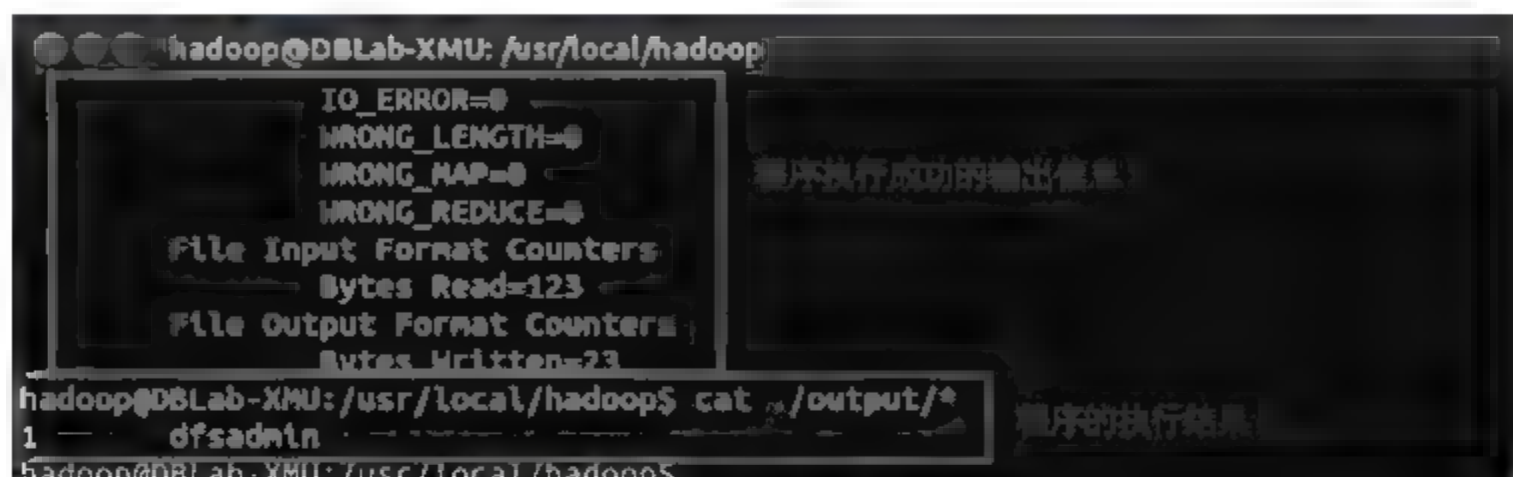 hadoop@DBLab-XMU: /usr/local/hadoop
IO_ERROR=0
WRONG_LENGTH=0
WRONG_MAP=0
WRONG_REDUCE=0
File Input Format Counters
Bytes Read=123
File Output Format Counters
Bytes Written=23
程序执行成功的输出信息
hadoop@DBLab-XMU:/usr/local/hadoop$ cat ./output/*
1 dfsadmin
程序的执行结果
hadoop@DBLab-XMU:/usr/local/hadoop$